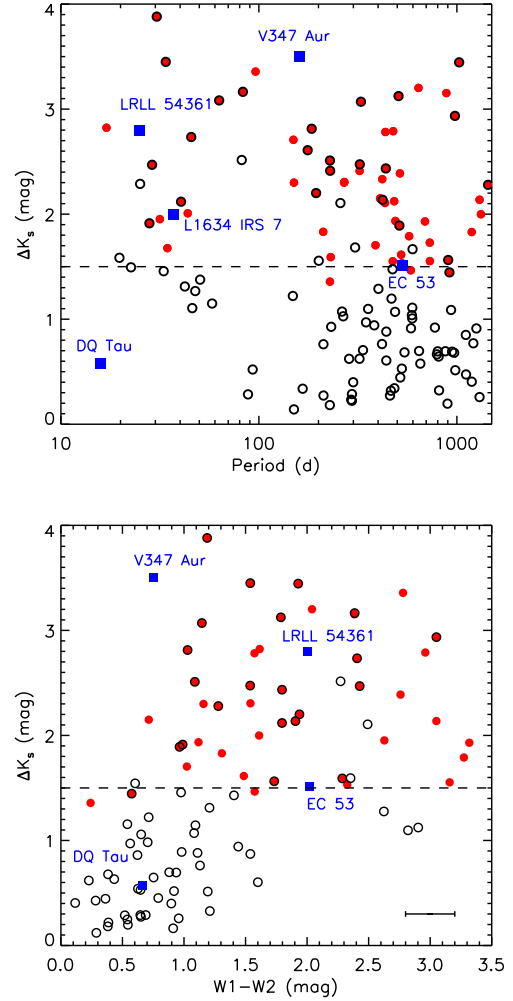 4
V347 Aur
3
LRLL 54361
ΔKs (mag)
2
L1634 IRS 7
EC 53
1
DQ Tau
0
10 100 1000
Period (d)
4
V347 Aur
3
LRLL 54361
ΔKs (mag)
2
EC 53
1
DQ Tau
0
0.0 0.5 1.0 1.5 2.0 2.5 3.0 3.5
W1-W2 (mag)